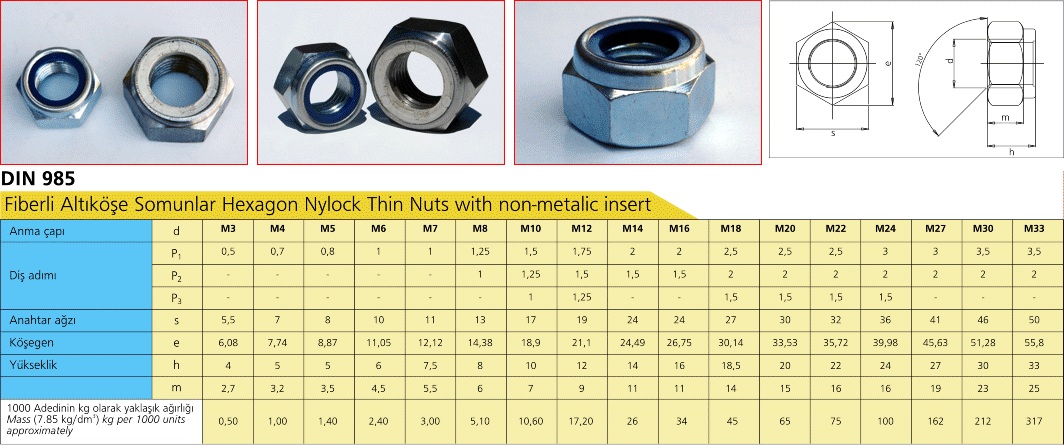 s
e
120°
d
m
h
DIN 985
Fiberli Altıköşe Somunlar Hexagon Nylock Thin Nuts with non-metalic insert
Anma çapı d M3 M4 M5 M6 M7 M8 M10 M12 M14 M16 M18 M20 M22 M24 M27 M30 M33
Diş adımı
P1 0,5 0,7 0,8 1 1 1,25 1,5 1,75 2 2 2,5 2,5 2,5 3 3 3,5 3,5
P2 - - - - - 1 1,25 1,5 1,5 1,5 2 2 2 2 2 2 2
P3 - - - - - - 1 1,25 - - 1,5 1,5 1,5 1,5 - - -
Anahtar ağzı s 5,5 7 8 10 11 13 17 19 24 24 27 30 32 36 41 46 50
Köşegen e 6,08 7,74 8,87 11,05 12,12 14,38 18,9 21,1 24,49 26,75 30,14 33,53 35,72 39,98 45,63 51,28 55,8
Yükseklik h 4 5 5 6 7,5 8 10 12 14 16 18,5 20 22 24 27 30 33
m 2,7 3,2 3,5 4,5 5,5 6 7 9 11 11 14 15 16 16 19 23 25
1000 Adedinin kg olarak yaklaşık ağırlığı
Mass (7.85 kg/dm³) kg per 1000 units
approximately
0,50 1,00 1,40 2,40 3,00 5,10 10,60 17,20 26 34 45 65 75 100 162 212 317